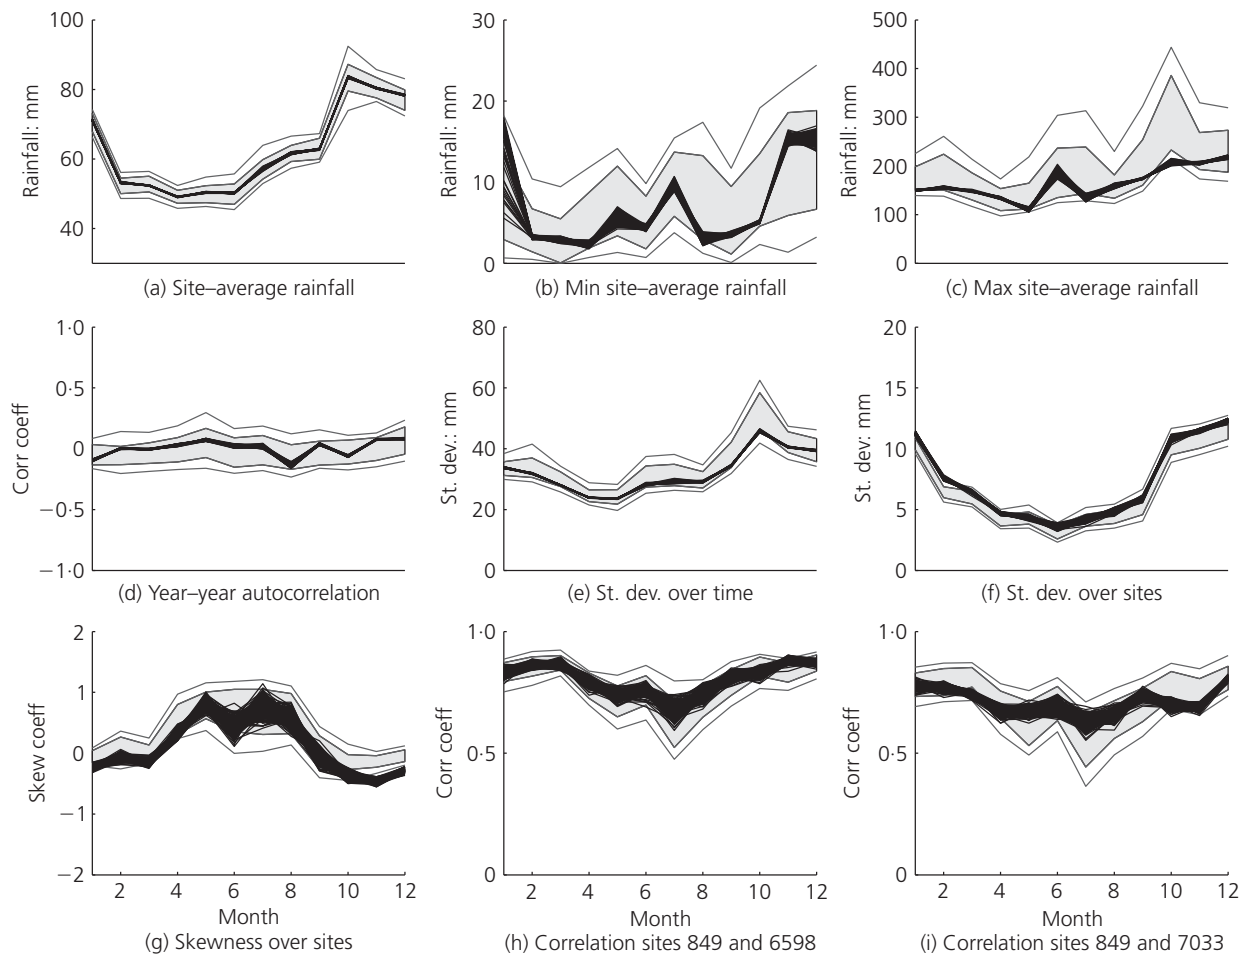 100
80
60
40
Rainfall: mm
(a) Site–average rainfall
30
20
10
0
Rainfall: mm
(b) Min site–average rainfall
500
400
300
200
100
0
Rainfall: mm
(c) Max site–average rainfall
1·0
0·5
0
−0·5
−1·0
Corr coeff
(d) Year–year autocorrelation
80
60
40
20
0
St. dev.: mm
(e) St. dev. over time
20
15
10
5
0
St. dev: mm
(f) St. dev. over sites
2
1
0
−1
−2
Skew coeff
2 4 6 8 10 12
Month
(g) Skewness over sites
1·0
0·5
0
Corr coeff
2 4 6 8 10 12
Month
(h) Correlation sites 849 and 6598
1·0
0·5
0
Corr coeff
2 4 6 8 10 12
Month
(i) Correlation sites 849 and 7033